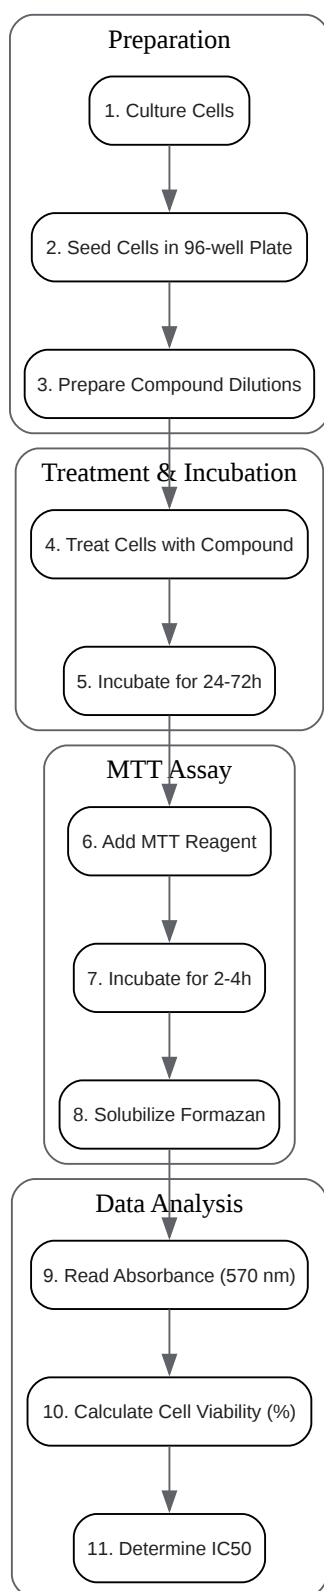 Preparation
1. Culture Cells
2. Seed Cells in 96-well Plate
3. Prepare Compound Dilutions
Treatment & Incubation
4. Treat Cells with Compound
5. Incubate for 24-72h
MTT Assay
6. Add MTT Reagent
7. Incubate for 2-4h
8. Solubilize Formazan
Data Analysis
9. Read Absorbance (570 nm)
10. Calculate Cell Viability (%)
11. Determine IC50